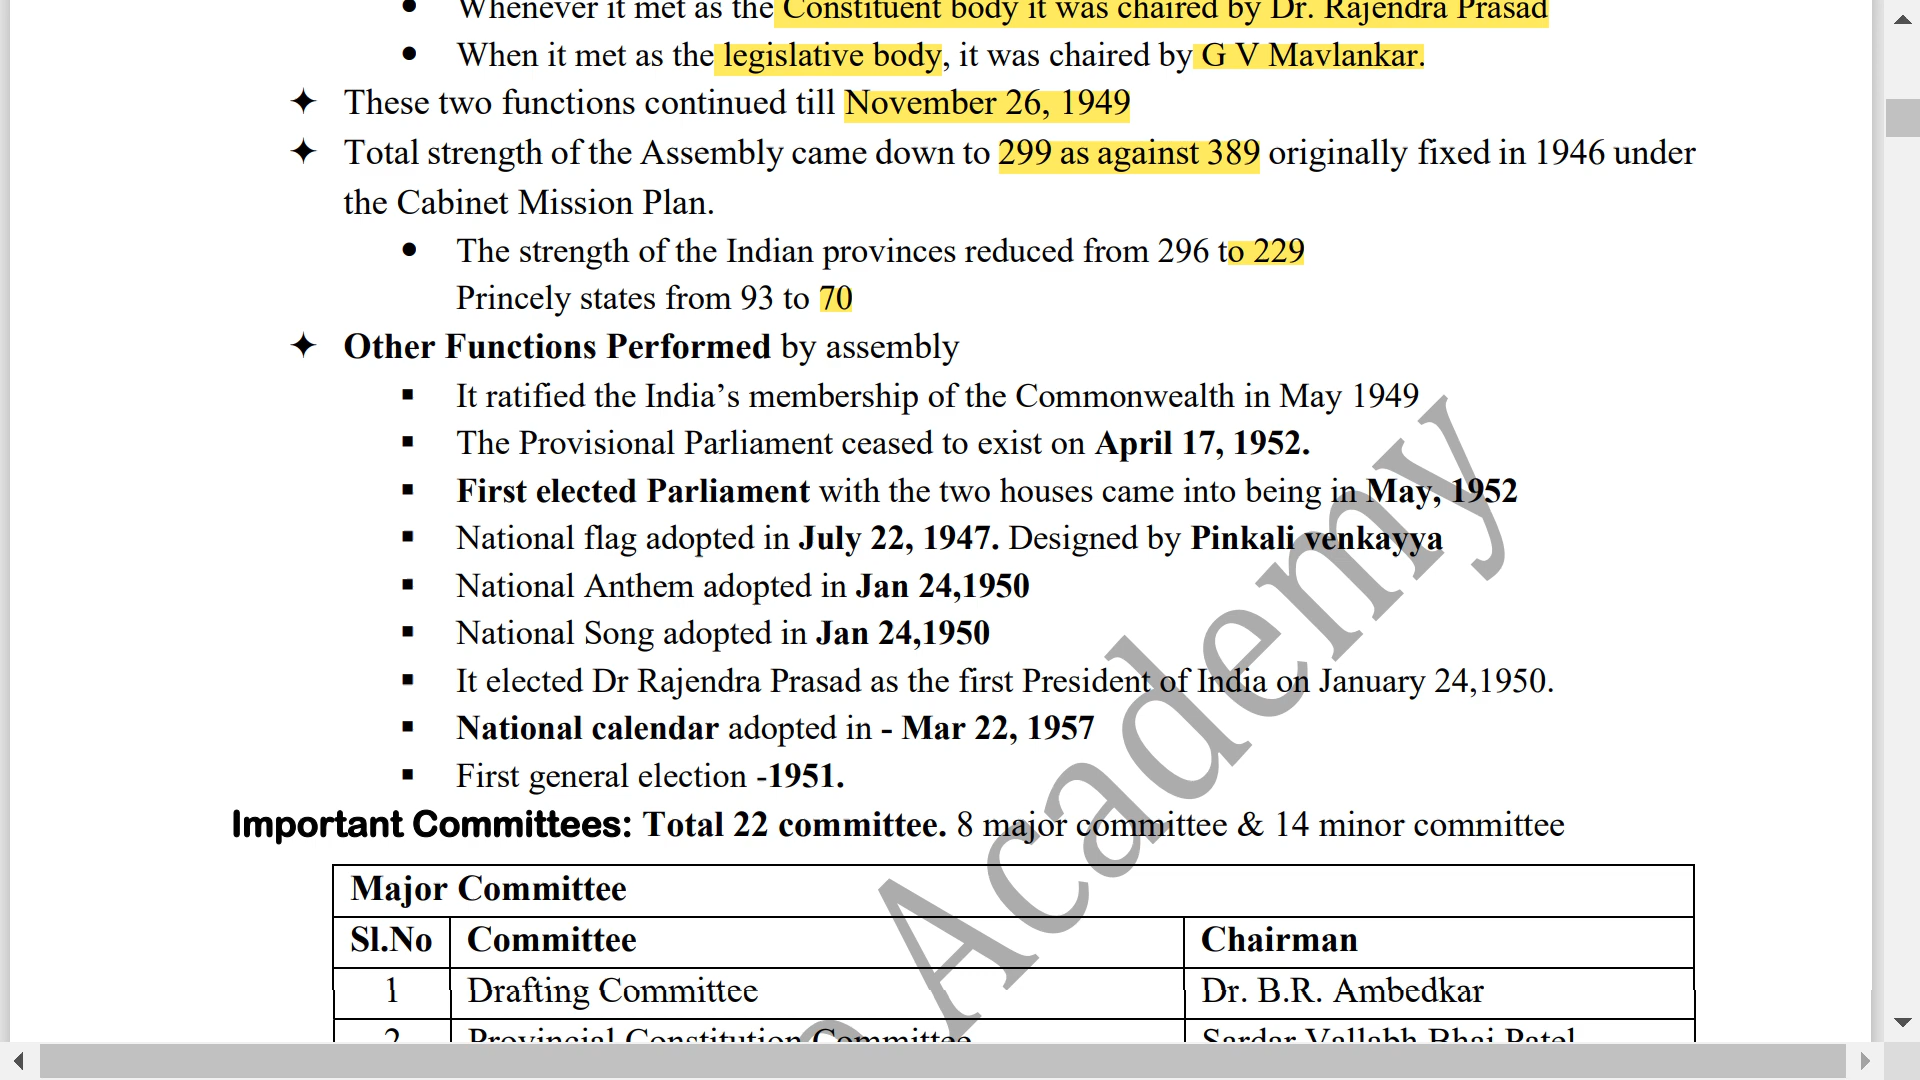 • Whenever it met as the Constituent body it was chaired by Dr. Rajendra Prasad
• When it met as the legislative body, it was chaired by G V Mavlankar.
✦ These two functions continued till November 26, 1949
✦ Total strength of the Assembly came down to 299 as against 389 originally fixed in 1946 under
the Cabinet Mission Plan.
• The strength of the Indian provinces reduced from 296 to 229
Princely states from 93 to 70
✦ Other Functions Performed by assembly
▪ It ratified the India’s membership of the Commonwealth in May 1949
▪ The Provisional Parliament ceased to exist on April 17, 1952.
▪ First elected Parliament with the two houses came into being in May, 1952
▪ National flag adopted in July 22, 1947. Designed by Pinkali venkayya
▪ National Anthem adopted in Jan 24,1950
▪ National Song adopted in Jan 24,1950
▪ It elected Dr Rajendra Prasad as the first President of India on January 24,1950.
▪ National calendar adopted in - Mar 22, 1957
▪ First general election -1951.
Important Committees: Total 22 committee. 8 major committee & 14 minor committee
Major Committee
Sl.No Committee Chairman
1 Drafting Committee Dr. B.R. Ambedkar
2 Provincial Constitution Committee Sardar Vallabh Bhai Patel
Academy